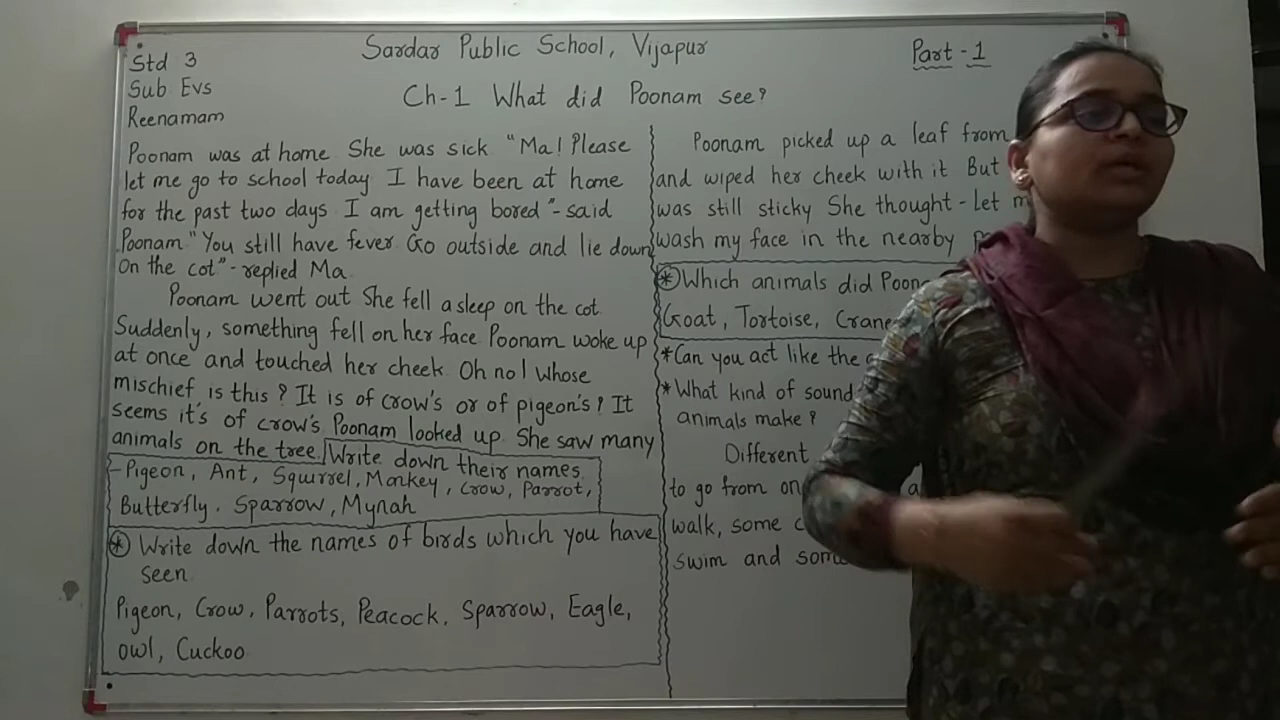 Std 3
Sub Evs
Reenamam
Sardar Public School, Vijapur
Part-1
Ch-1 What did Poonam see?
Poonam was at home. She was sick "Ma! Please
let me go to school today I have been at home
for the past two days. I am getting bored"-said
Poonam "You still have fever Go outside and lie down
on the cot"-replied Ma.
Poonam went out She fell a sleep on the cot.
Suddenly, something fell on her face Poonam woke up
at once and touched her cheek. Oh no! Whose
mischief is this? It is of crow's or of pigeon's? It
seems it's of crow's Poonam looked up. She saw many
animals on the tree. Write down their names
-Pigeon, Ant, Squirrel, Monkey, Crow, Parrot,
Butterfly. Sparrow, Mynah
* Write down the names of birds which you have
seen.
Pigeon, Crow, Parrots, Peacock, Sparrow, Eagle,
owl, Cuckoo
Poonam picked up a leaf from
and wiped her cheek with it But
was still sticky She thought - Let
wash my face in the nearby
* Which animals did
Goat, Tortoise, Crane
* Can you act like the
* What kind of sound
animals make?
Different
to go from
walk, some
swim and